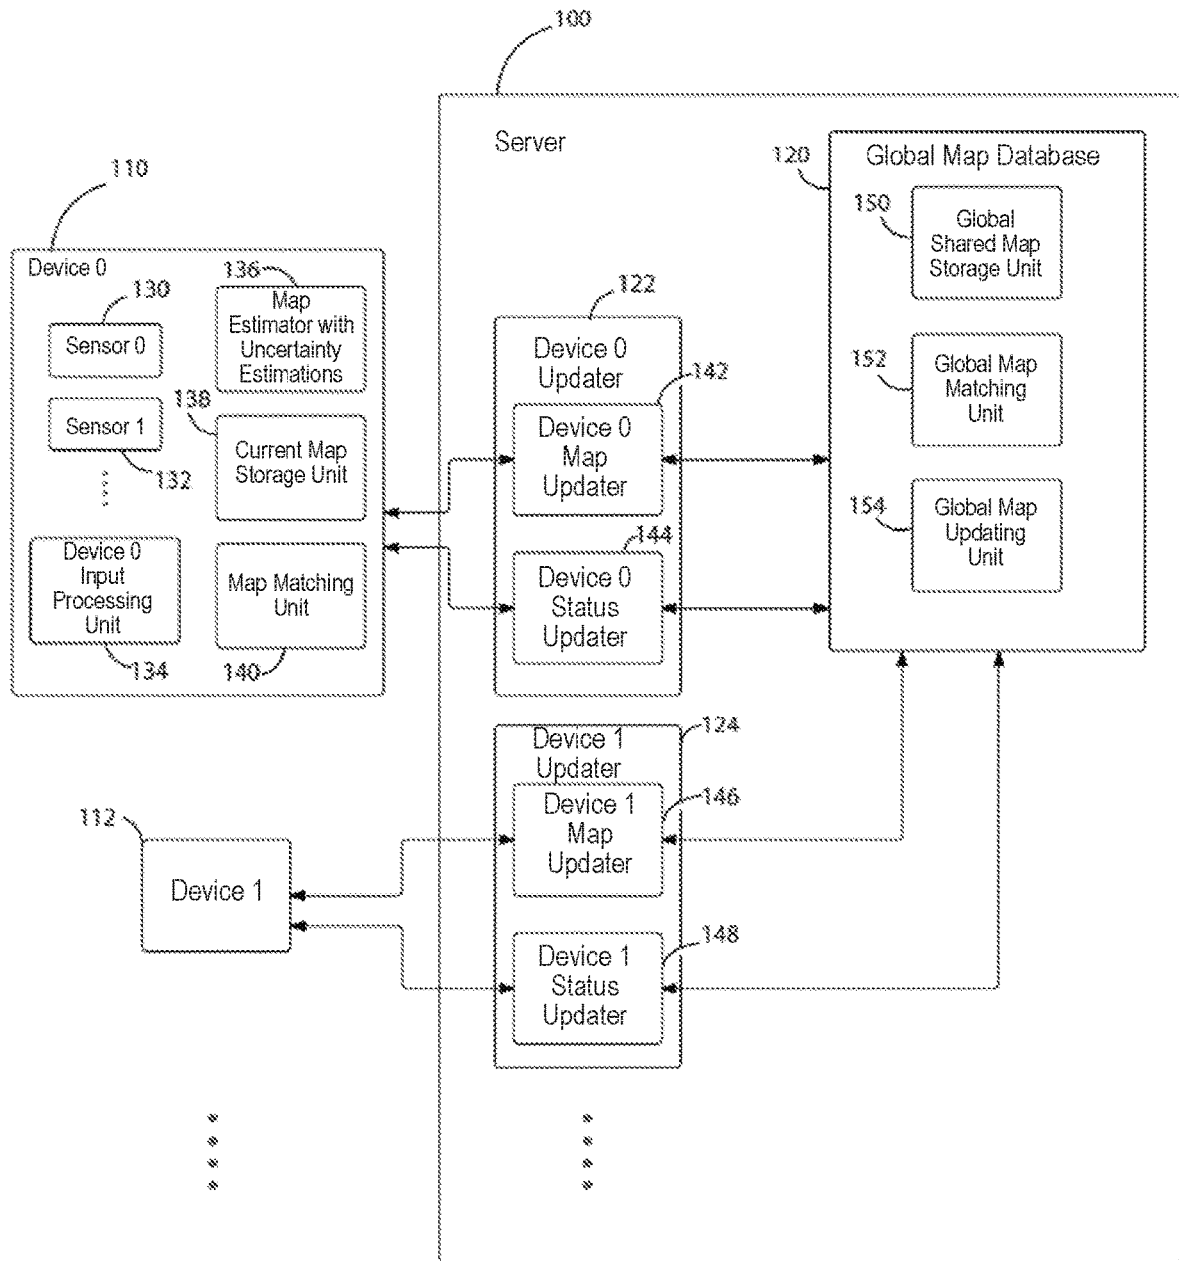 100
Server
110
Device 0
130
Sensor 0
Sensor 1
132
Device 0
Input
Processing
Unit
134
136
Map
Estimator with
Uncertainty
Estimations
138
Current Map
Storage Unit
Map Matching
Unit
140
122
Device 0
Updater
142
Device 0
Map
Updater
144
Device 0
Status
Updater
120
Global Map Database
150
Global
Shared Map
Storage Unit
152
Global Map
Matching
Unit
154
Global Map
Updating
Unit
112
Device 1
124
Device 1
Updater
146
Device 1
Map
Updater
148
Device 1
Status
Updater